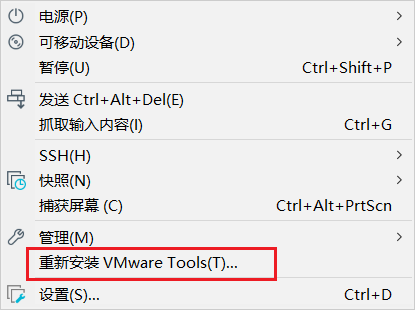 电源(P)
可移动设备(D)
暂停(U) Ctrl+Shift+P
发送 Ctrl+Alt+Del(E)
抓取输入内容(I) Ctrl+G
SSH(H)
快照(N)
捕获屏幕 (C) Ctrl+Alt+PrtScn
管理(M)
重新安装 VMware Tools(T)...
设置(S)... Ctrl+D